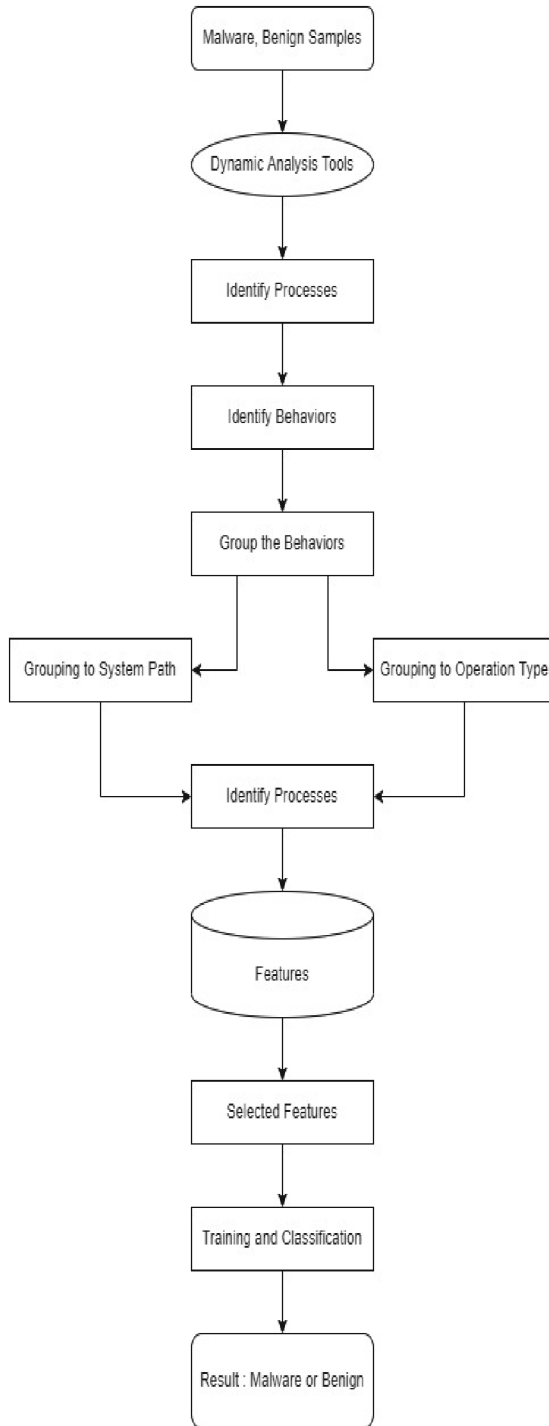 Malware, Benign Samples
Dynamic Analysis Tools
Identify Processes
Identify Behaviors
Group the Behaviors
Grouping to System Path
Grouping to Operation Type
Identify Processes
Features
Selected Features
Training and Classification
Result : Malware or Benign